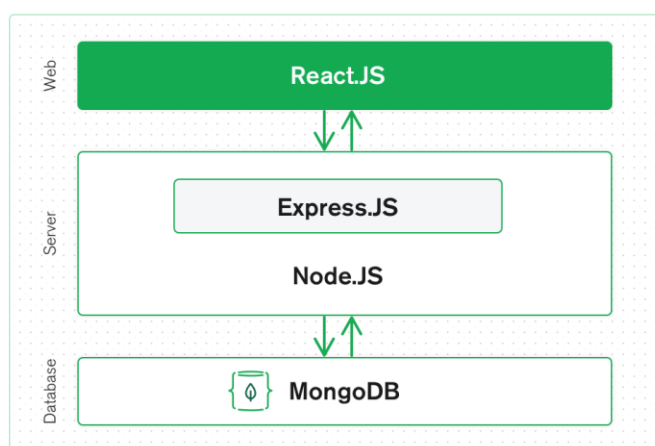 Web
React.JS
Server
Express.JS
Node.JS
Database
MongoDB